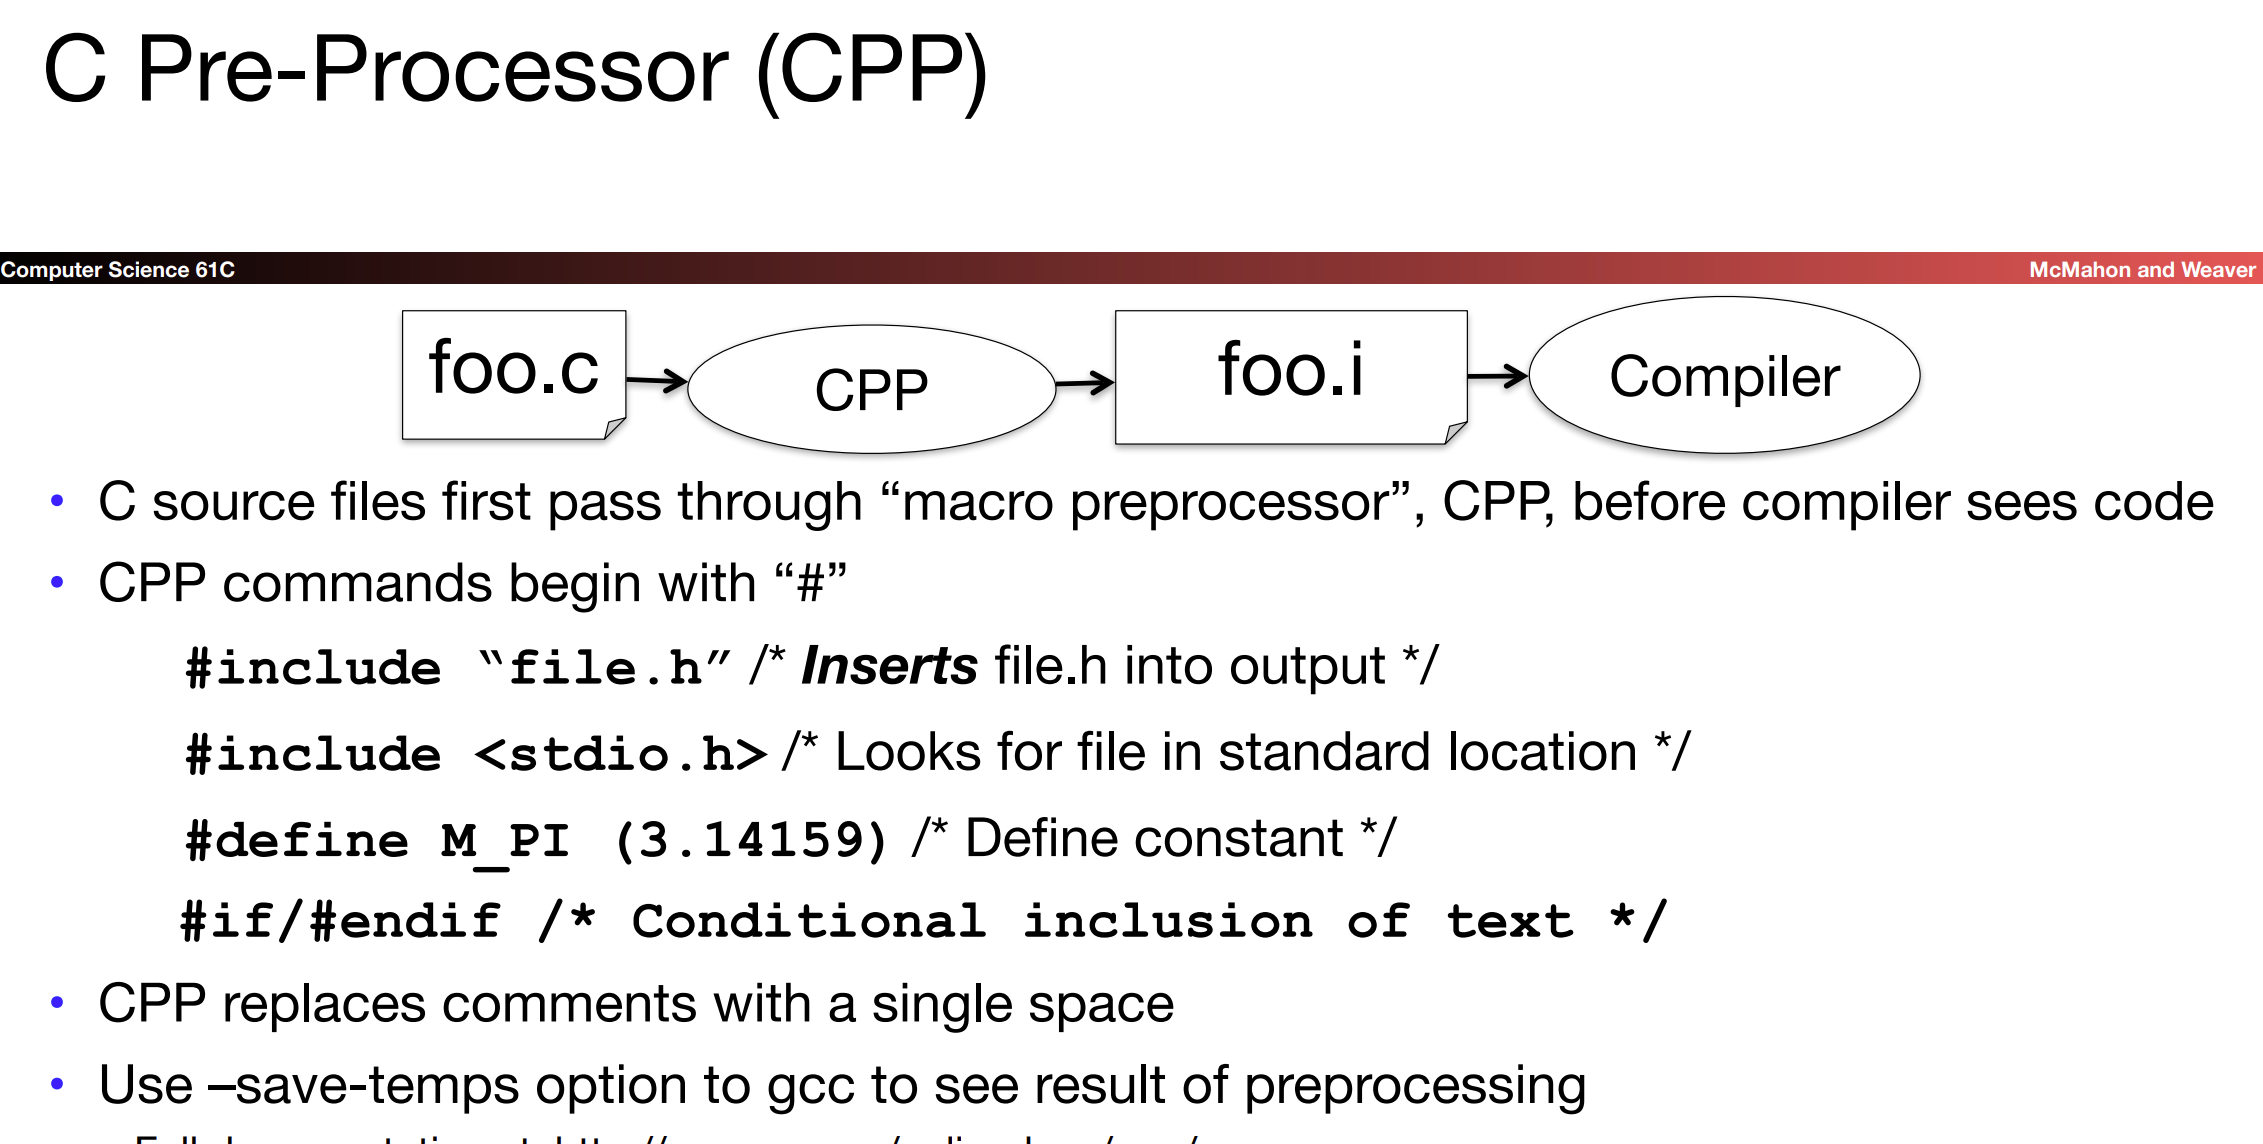 C Pre-Processor (CPP)
Computer Science 61C
McMahon and Weaver
foo.c
CPP
foo.i
Compiler
• C source files first pass through “macro preprocessor”, CPP, before compiler sees code
• CPP commands begin with “#”
#include “file.h” /* Inserts file.h into output */
#include <stdio.h> /* Looks for file in standard location */
#define M_PI (3.14159) /* Define constant */
#if/#endif /* Conditional inclusion of text */
• CPP replaces comments with a single space
• Use –save-temps option to gcc to see result of preprocessing